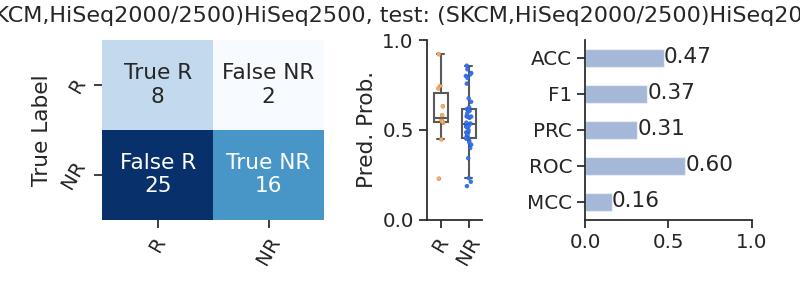 KCM,HiSeq2000/2500)HiSeq2500, test: (SKCM,HiSeq2000/2500)HiSeq20
True Label
R
NR
True R
8
False NR
2
False R
25
True NR
16
R
NR
Pred. Prob.
1.0
0.5
0.0
R
NR
ACC
0.47
F1
0.37
PRC
0.31
ROC
0.60
MCC
0.16
0.0
0.5
1.0